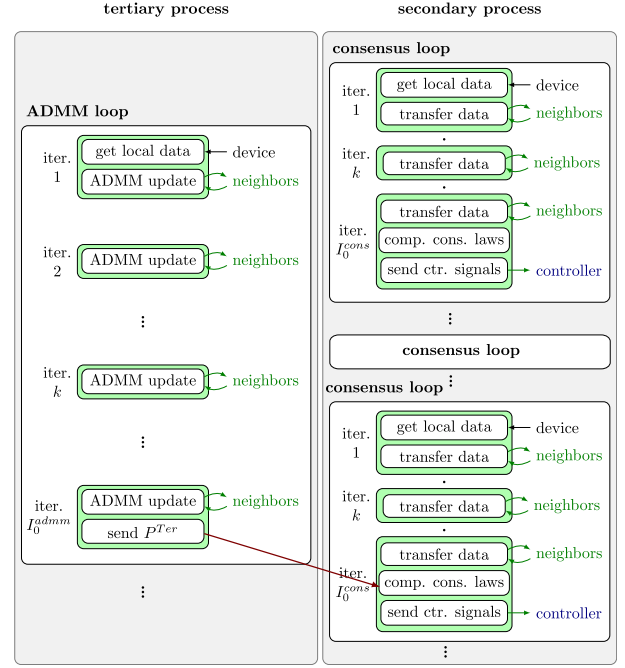 tertiary process
ADMM loop
iter.
1
get local data
device
ADMM update
neighbors
iter.
2
ADMM update
neighbors
iter.
k
ADMM update
neighbors
iter.
I_0^{admm}
ADMM update
neighbors
send P^{Ter}
secondary process
consensus loop
iter.
1
get local data
device
transfer data
neighbors
iter.
k
transfer data
neighbors
iter.
I_0^{cons}
transfer data
neighbors
comp. cons. laws
send ctr. signals
controller
consensus loop
consensus loop
iter.
1
get local data
device
transfer data
neighbors
iter.
k
transfer data
neighbors
iter.
I_0^{cons}
transfer data
neighbors
comp. cons. laws
send ctr. signals
controller